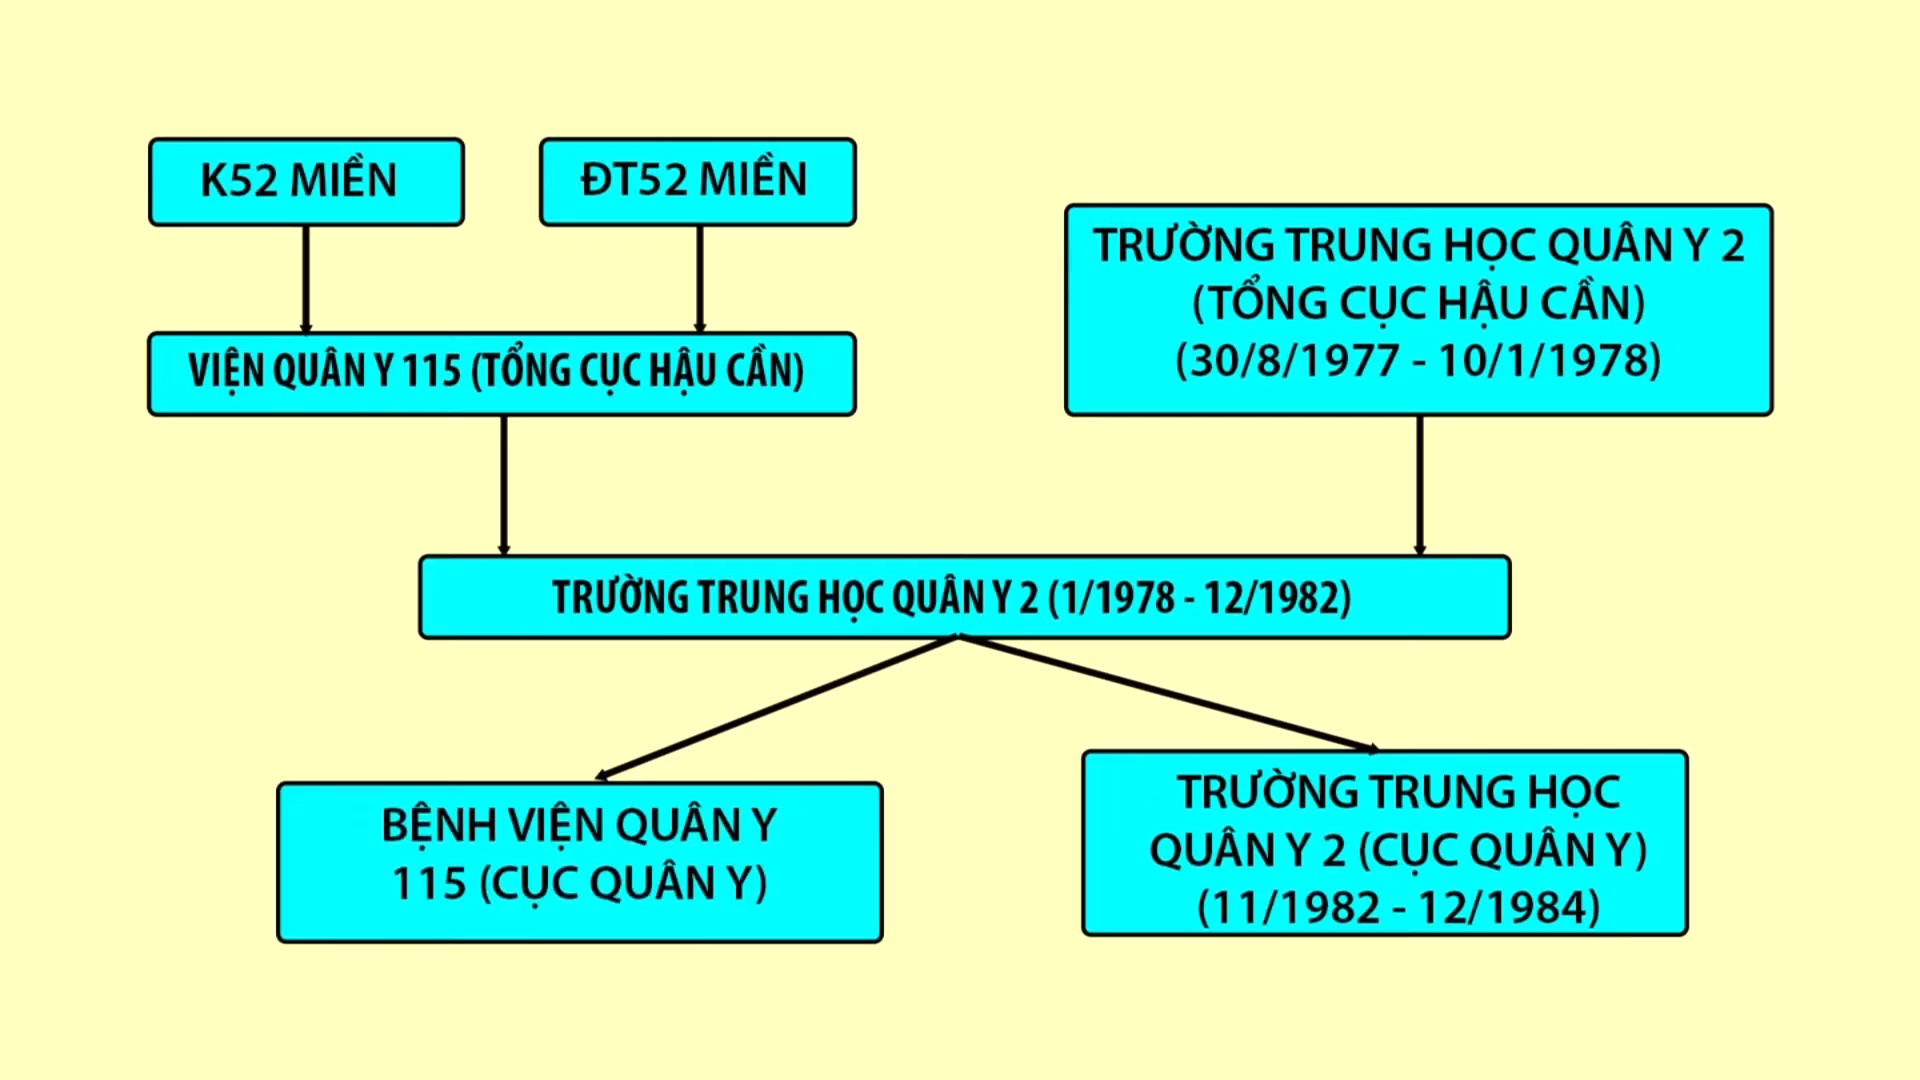 K52 MIỀN
ĐT52 MIỀN
TRƯỜNG TRUNG HỌC QUÂN Y 2
(TỔNG CỤC HẬU CẦN)
(30/8/1977 - 10/1/1978)
VIỆN QUÂN Y 115 (TỔNG CỤC HẬU CẦN)
TRƯỜNG TRUNG HỌC QUÂN Y 2 (1/1978 - 12/1982)
BỆNH VIỆN QUÂN Y
115 (CỤC QUÂN Y)
TRƯỜNG TRUNG HỌC
QUÂN Y 2 (CỤC QUÂN Y)
(11/1982 - 12/1984)